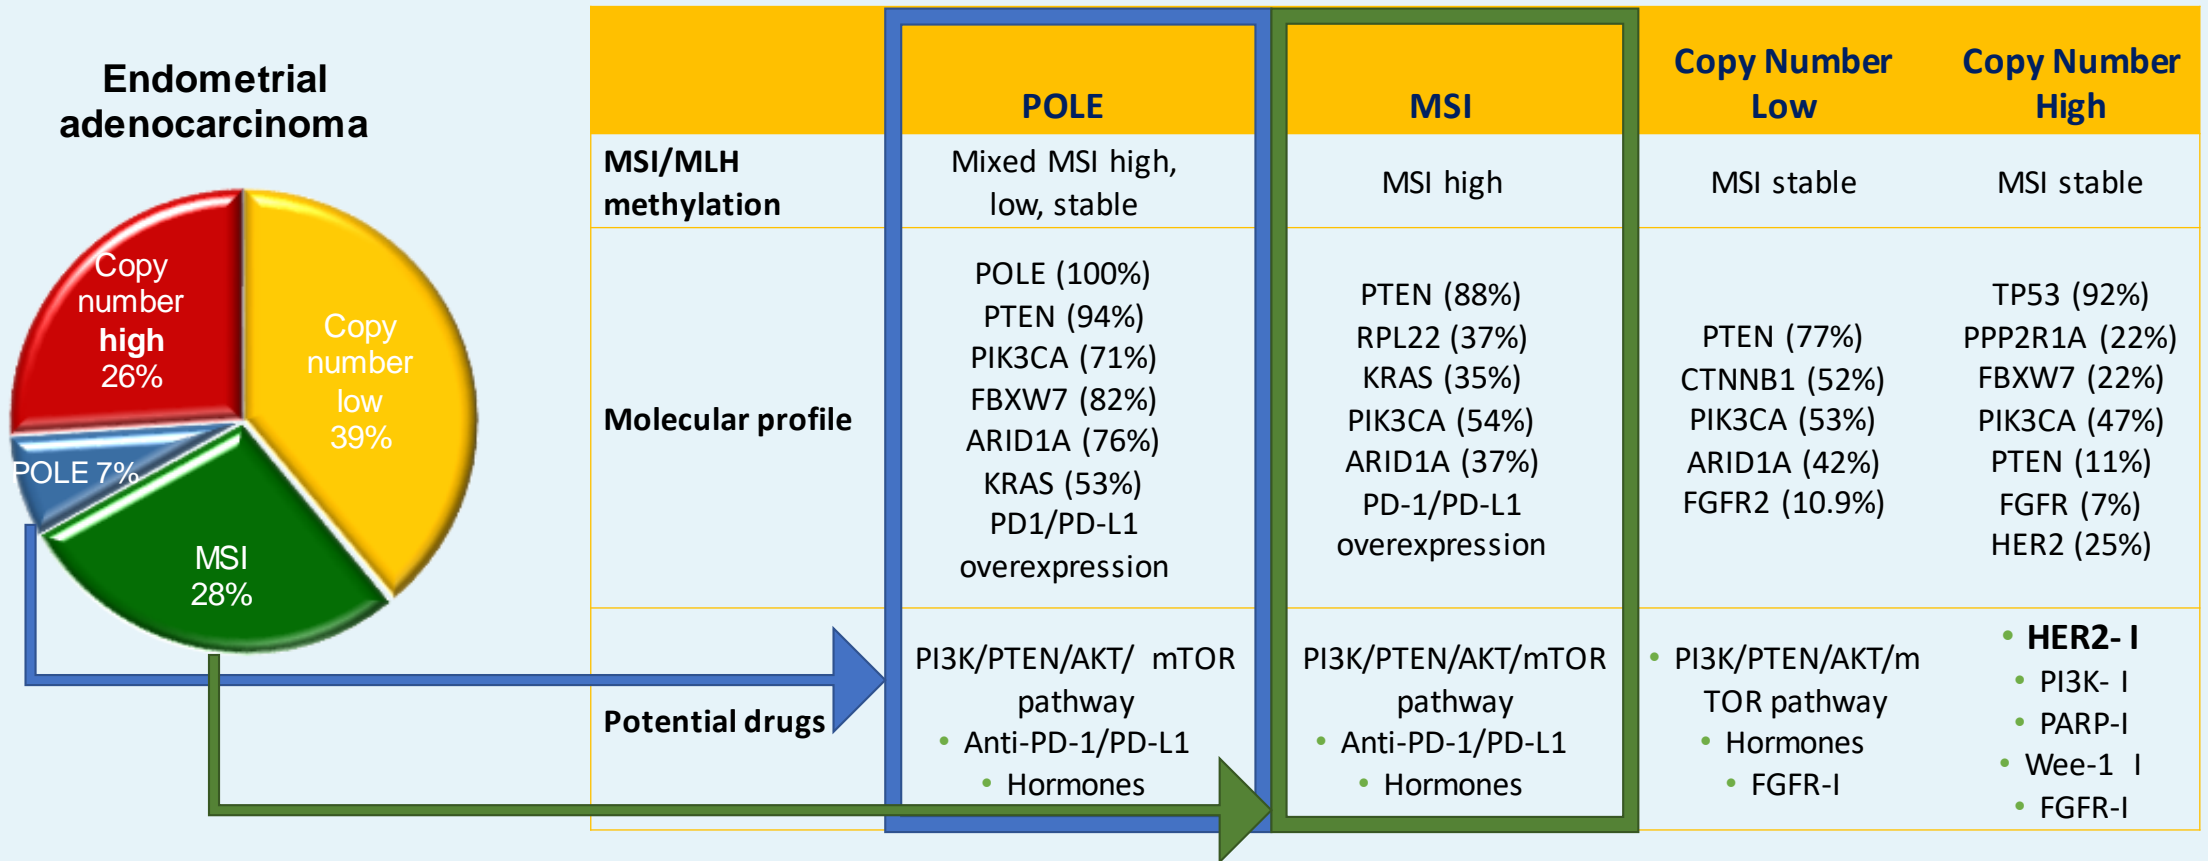 Endometrial
adenocarcinoma
Copy
number
high
26%
Copy
number
low
39%
POLE 7%
MSI
28%
POLE
MSI
Copy Number
Low
Copy Number
High
MSI/MLH
methylation
Mixed MSI high,
low, stable
MSI high
MSI stable
MSI stable
Molecular profile
POLE (100%)
PTEN (94%)
PIK3CA (71%)
FBXW7 (82%)
ARID1A (76%)
KRAS (53%)
PD1/PD-L1
overexpression
PTEN (88%)
RPL22 (37%)
KRAS (35%)
PIK3CA (54%)
ARID1A (37%)
PD-1/PD-L1
overexpression
PTEN (77%)
CTNNB1 (52%)
PIK3CA (53%)
ARID1A (42%)
FGFR2 (10.9%)
TP53 (92%)
PPP2R1A (22%)
FBXW7 (22%)
PIK3CA (47%)
PTEN (11%)
FGFR (7%)
HER2 (25%)
Potential drugs
PI3K/PTEN/AKT/ mTOR
pathway
• Anti-PD-1/PD-L1
• Hormones
PI3K/PTEN/AKT/mTOR
pathway
• Anti-PD-1/PD-L1
• Hormones
• PI3K/PTEN/AKT/m
TOR pathway
• Hormones
• FGFR-I
• HER2- I
• PI3K- I
• PARP-I
• Wee-1 I
• FGFR-I